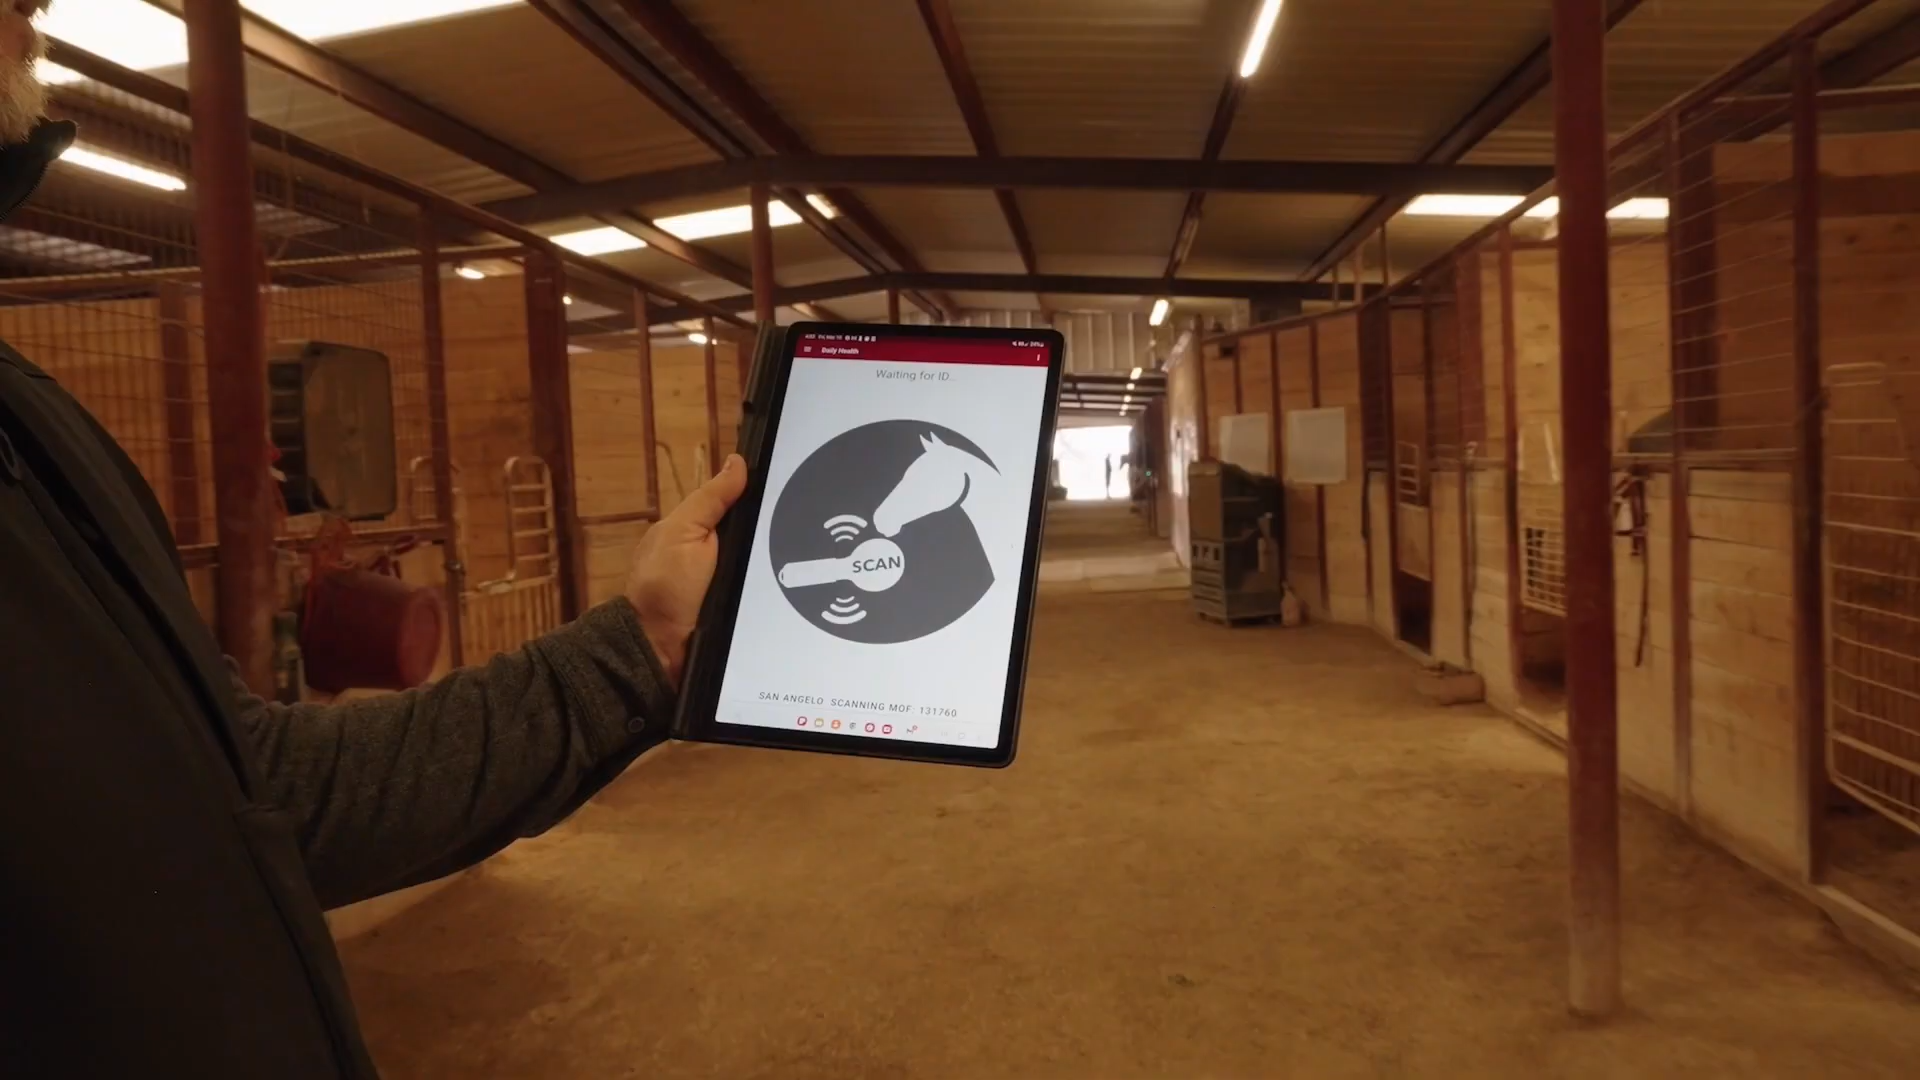 Daily Health
Waiting for ID...
SCAN
SAN ANGELO SCANNING MOF: 131760